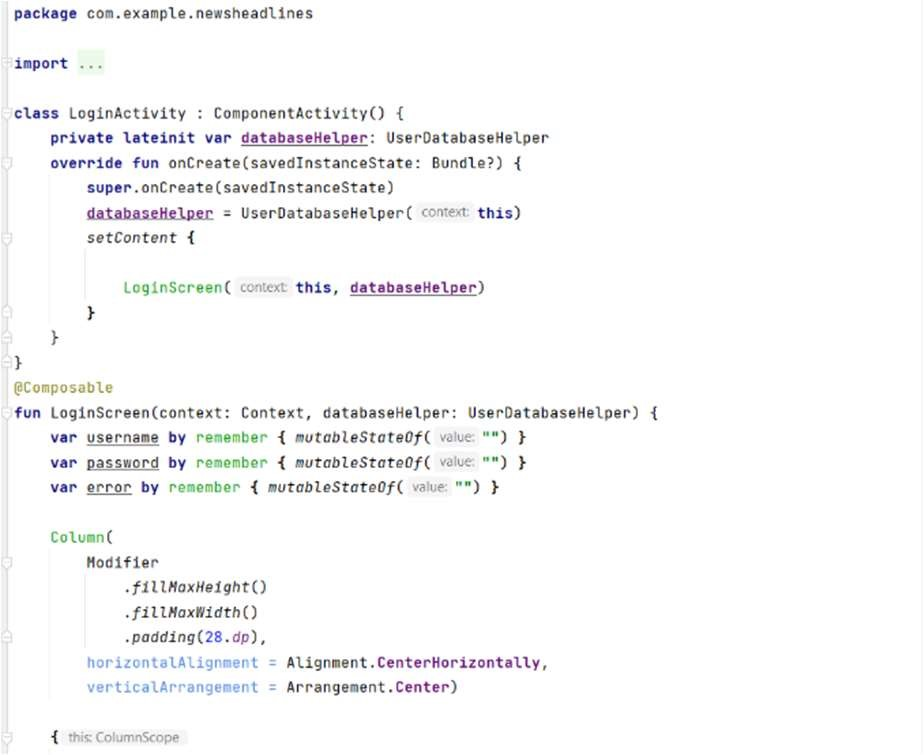 package com.example.newsheadlines
import ...
class LoginActivity : ComponentActivity() {
private lateinit var databaseHelper: UserDatabaseHelper
override fun onCreate(savedInstanceState: Bundle?) {
super.onCreate(savedInstanceState)
databaseHelper = UserDatabaseHelper( context: this)
setContent {
LoginScreen( context: this, databaseHelper)
}
}
}
@Composable
fun LoginScreen(context: Context, databaseHelper: UserDatabaseHelper) {
var username by remember { mutableStateOf( value: "") }
var password by remember { mutableStateOf( value: "") }
var error by remember { mutableStateOf( value: "") }
Column(
Modifier
.fillMaxHeight()
.fillMaxWidth()
.padding(28.dp),
horizontalAlignment = Alignment.CenterHorizontally,
verticalArrangement = Arrangement.Center)
{ this: ColumnScope